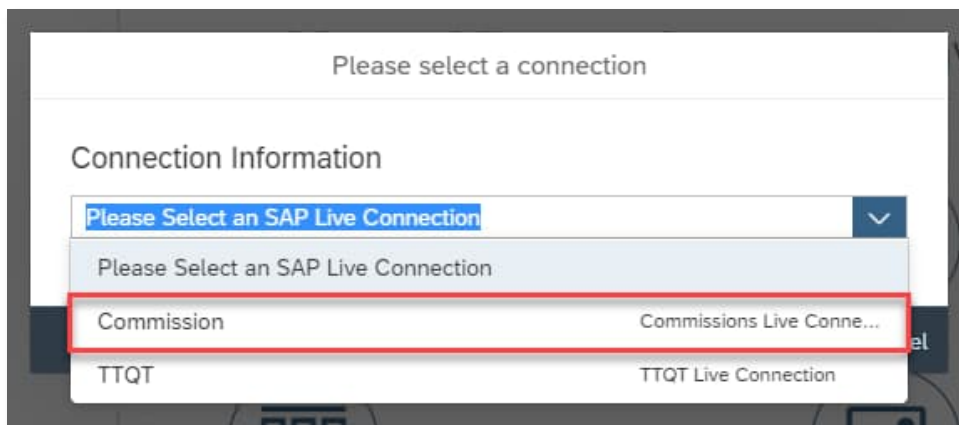 Please select a connection
Connection Information
Please Select an SAP Live Connection
Please Select an SAP Live Connection
Commission Commissions Live Conne...
el
TTQT TTQT Live Connection